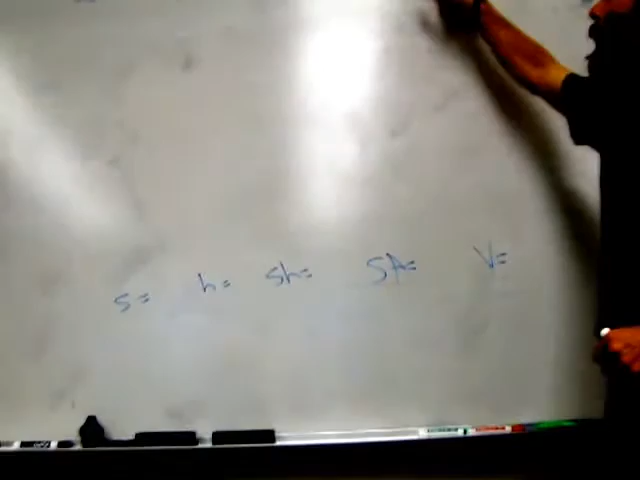 s= h= Sh= SA= V=